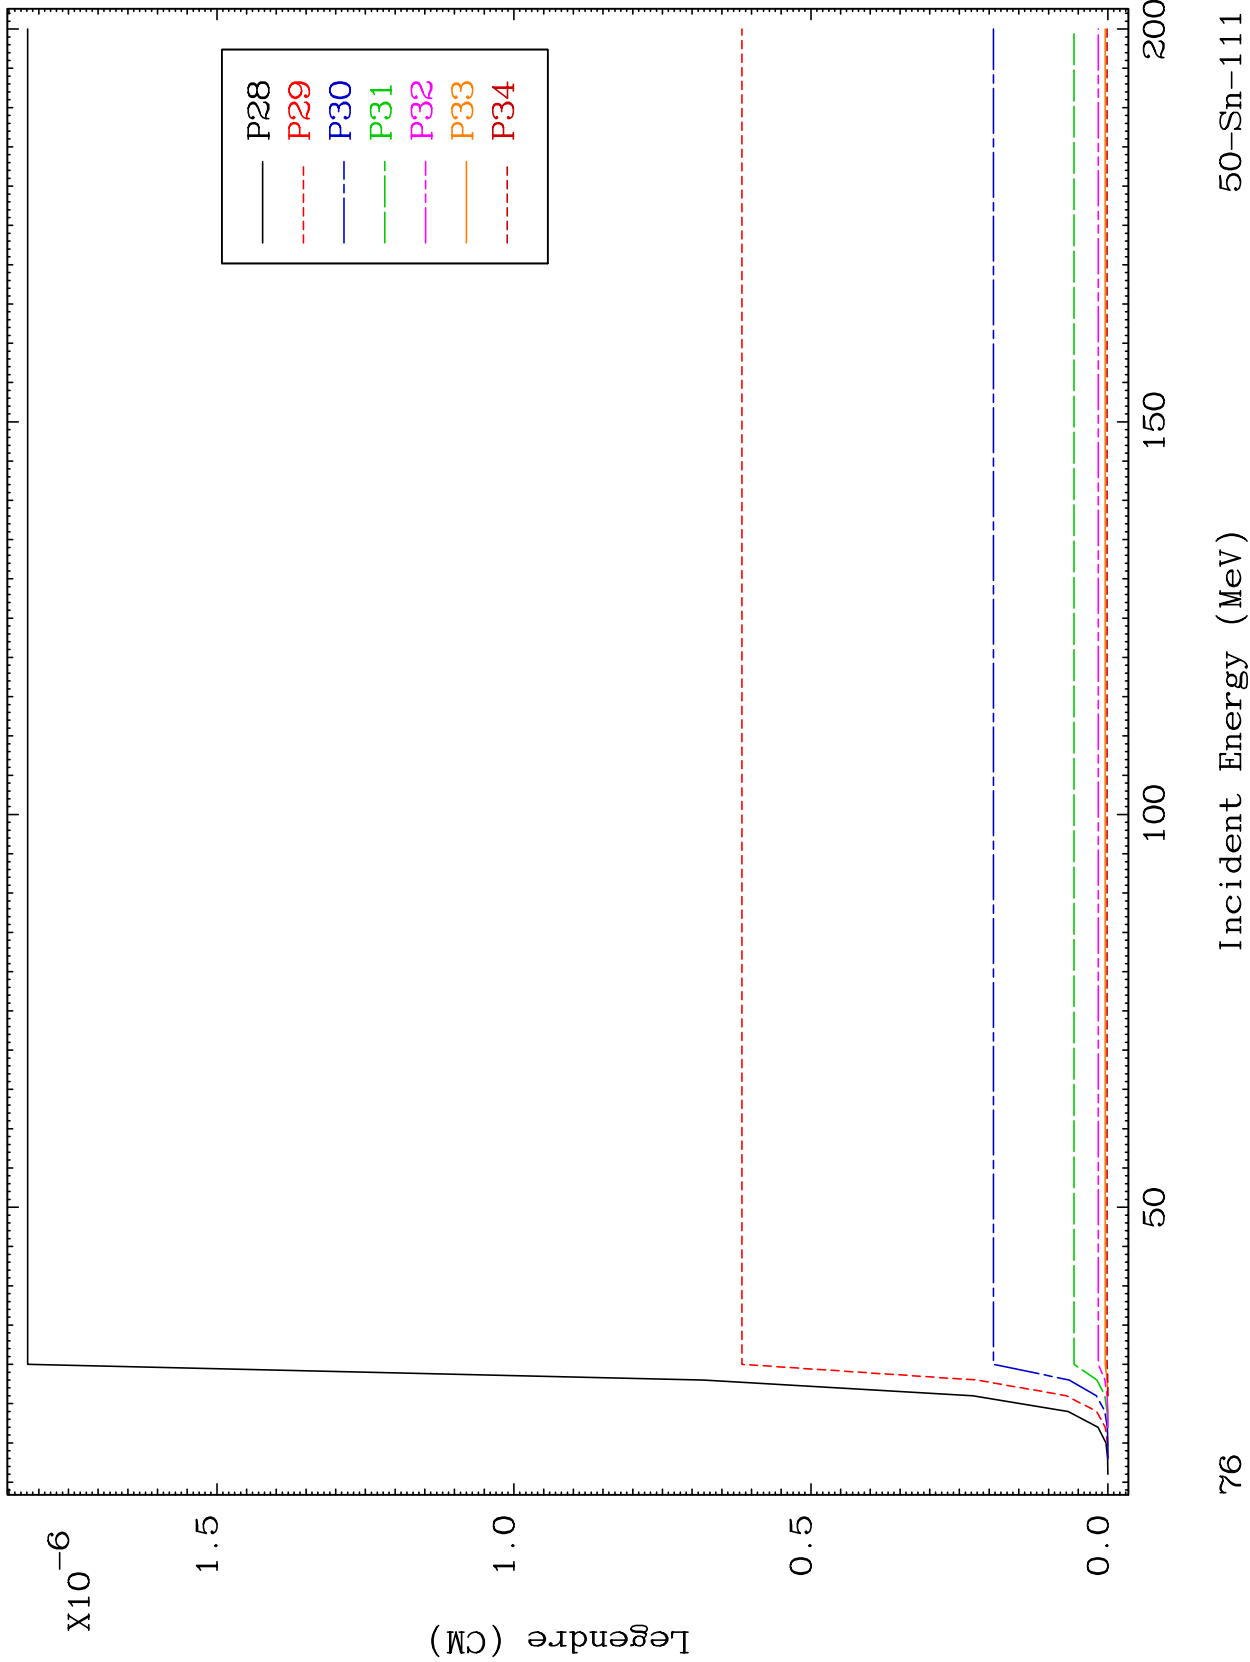 X10-6
1.5
1.0
0.5
0.0
Legendre (CM)
P28
P29
P30
P31
P32
P33
P34
50
100
150
200
Incident Energy (MeV)
76
50-Sn-111